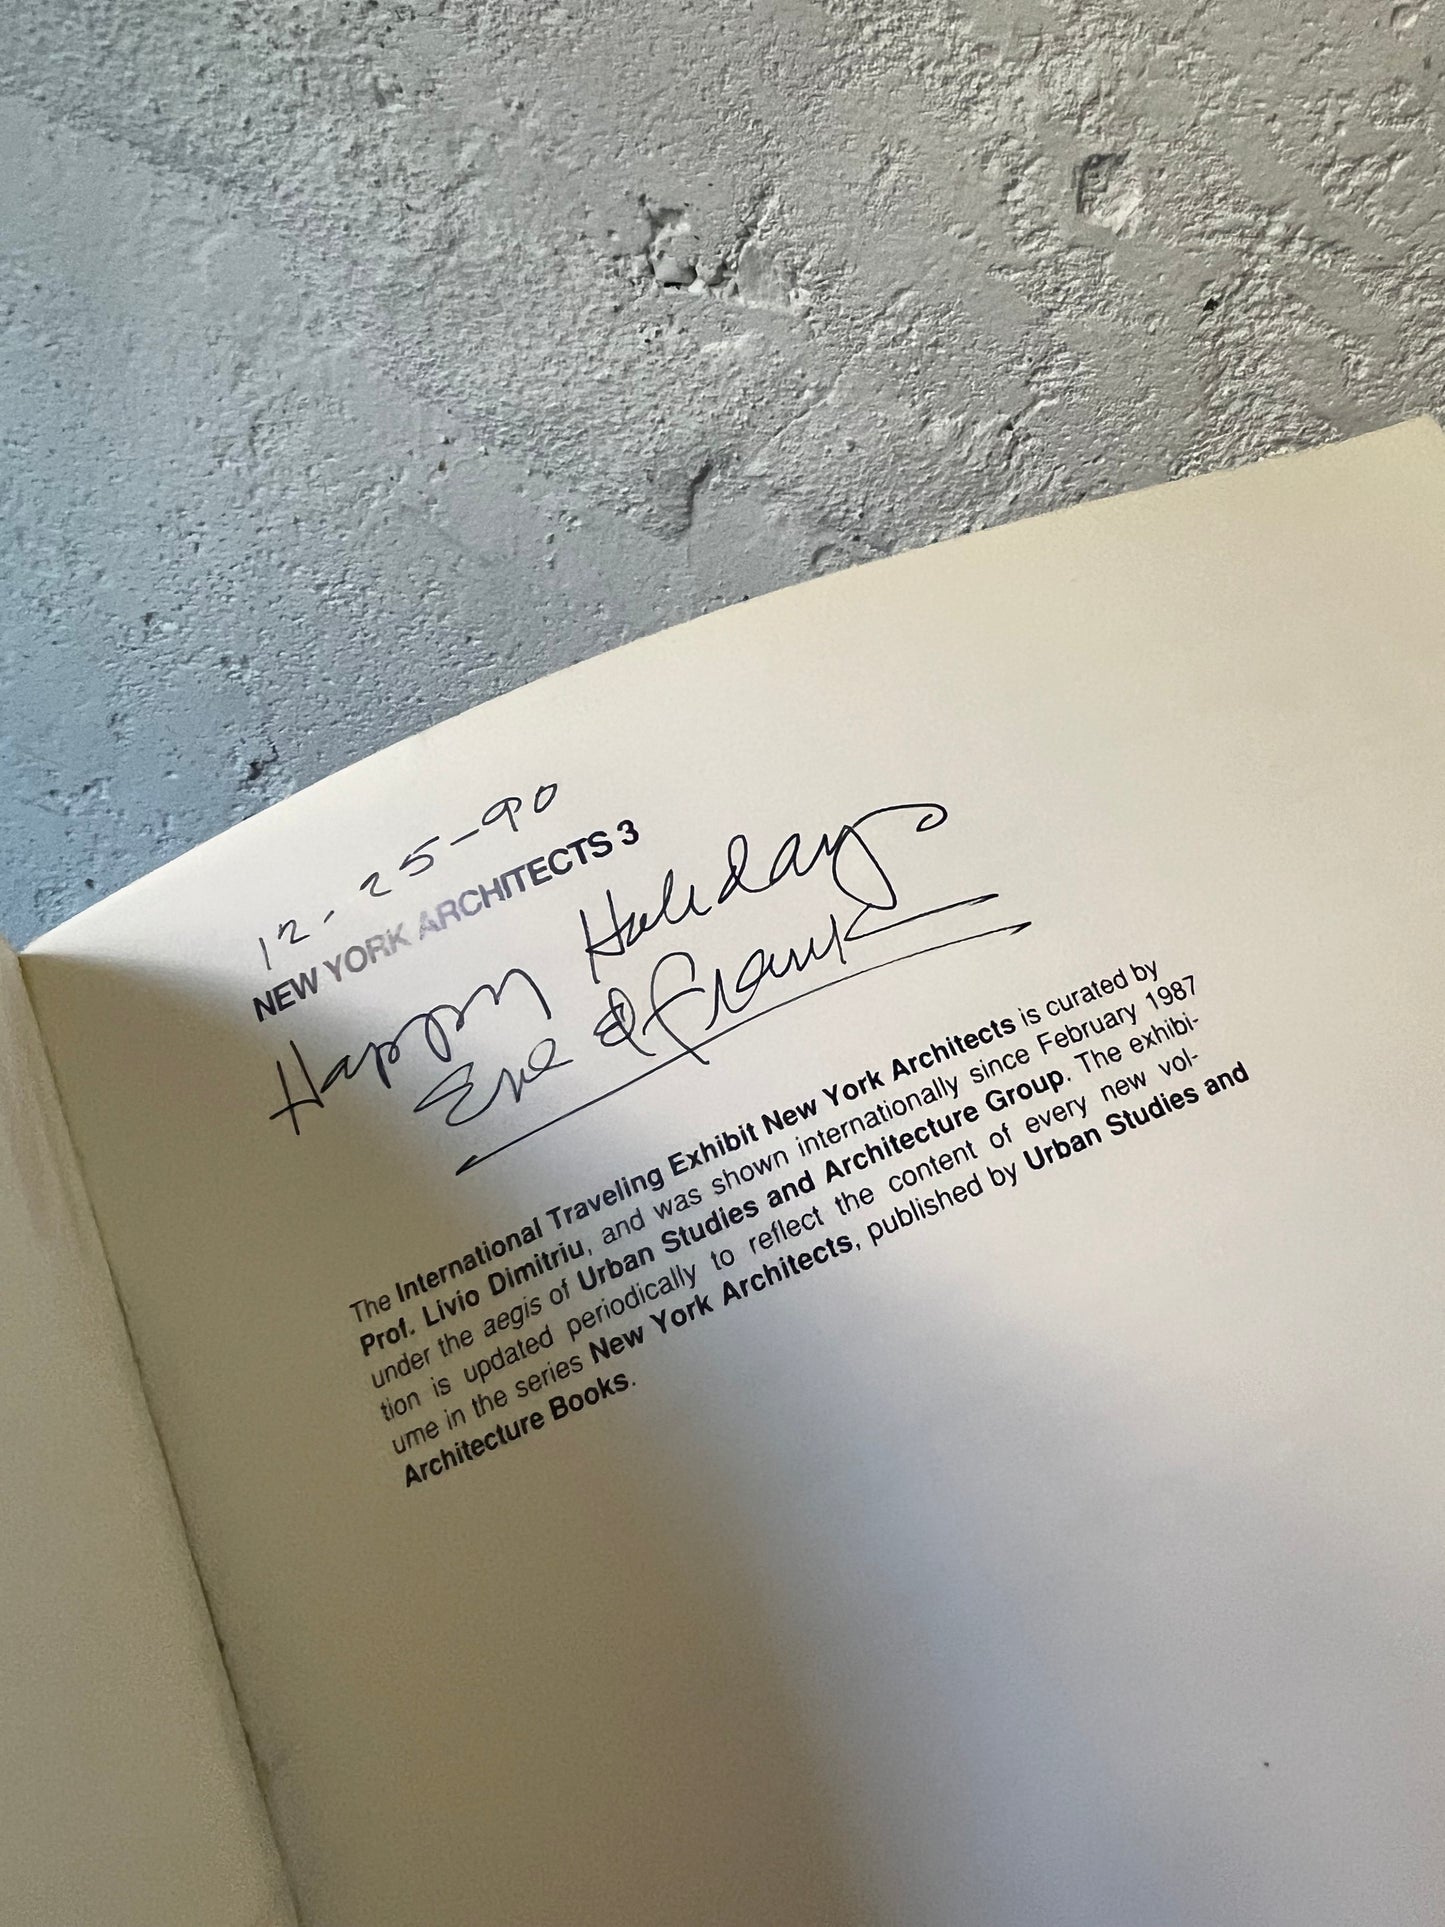 12-25-90
NEW YORK ARCHITECTS 3
Happy Holidays
Eve & Frank
The International Traveling Exhibit New York Architects is curated by
Prof. Livio Dimitriu, and was shown internationally since February 1987
under the aegis of Urban Studies and Architecture Group. The exhibi-
tion is updated periodically to reflect the content of every new vol-
ume in the series New York Architects, published by Urban Studies and
Architecture Books.